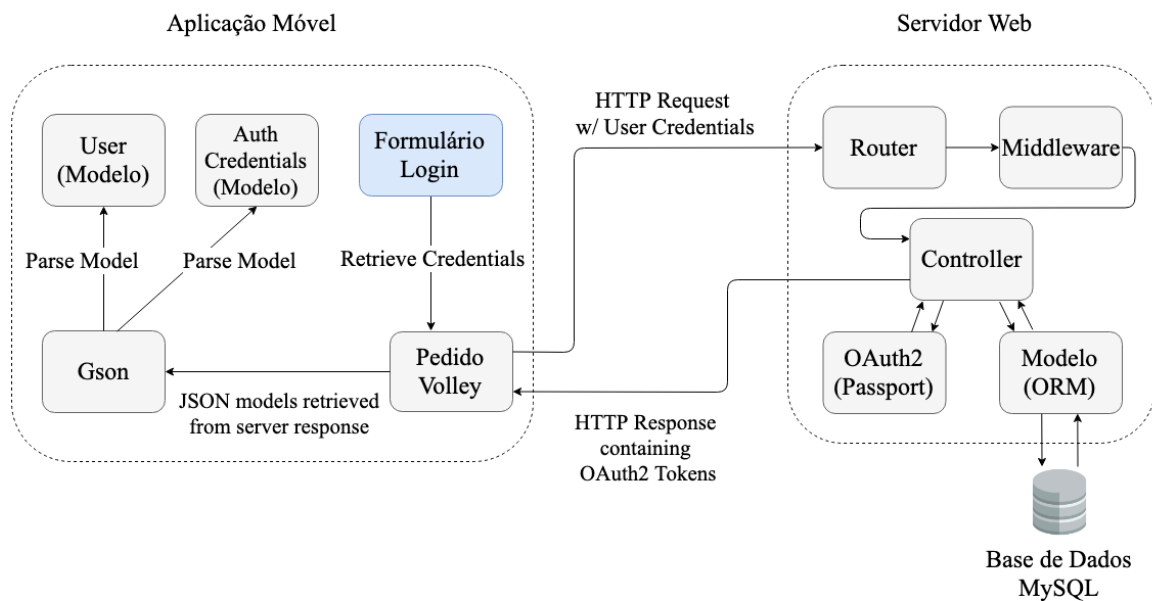 Aplicação Móvel
Servidor Web
User
(Modelo)
Auth
Credentials
(Modelo)
Formulário
Login
HTTP Request
w/ User Credentials
Router
Middleware
Parse Model
Parse Model
Retrieve Credentials
Controller
Gson
Pedido
Volley
JSON models retrieved
from server response
OAuth2
(Passport)
Modelo
(ORM)
HTTP Response
containing
OAuth2 Tokens
Base de Dados
MySQL